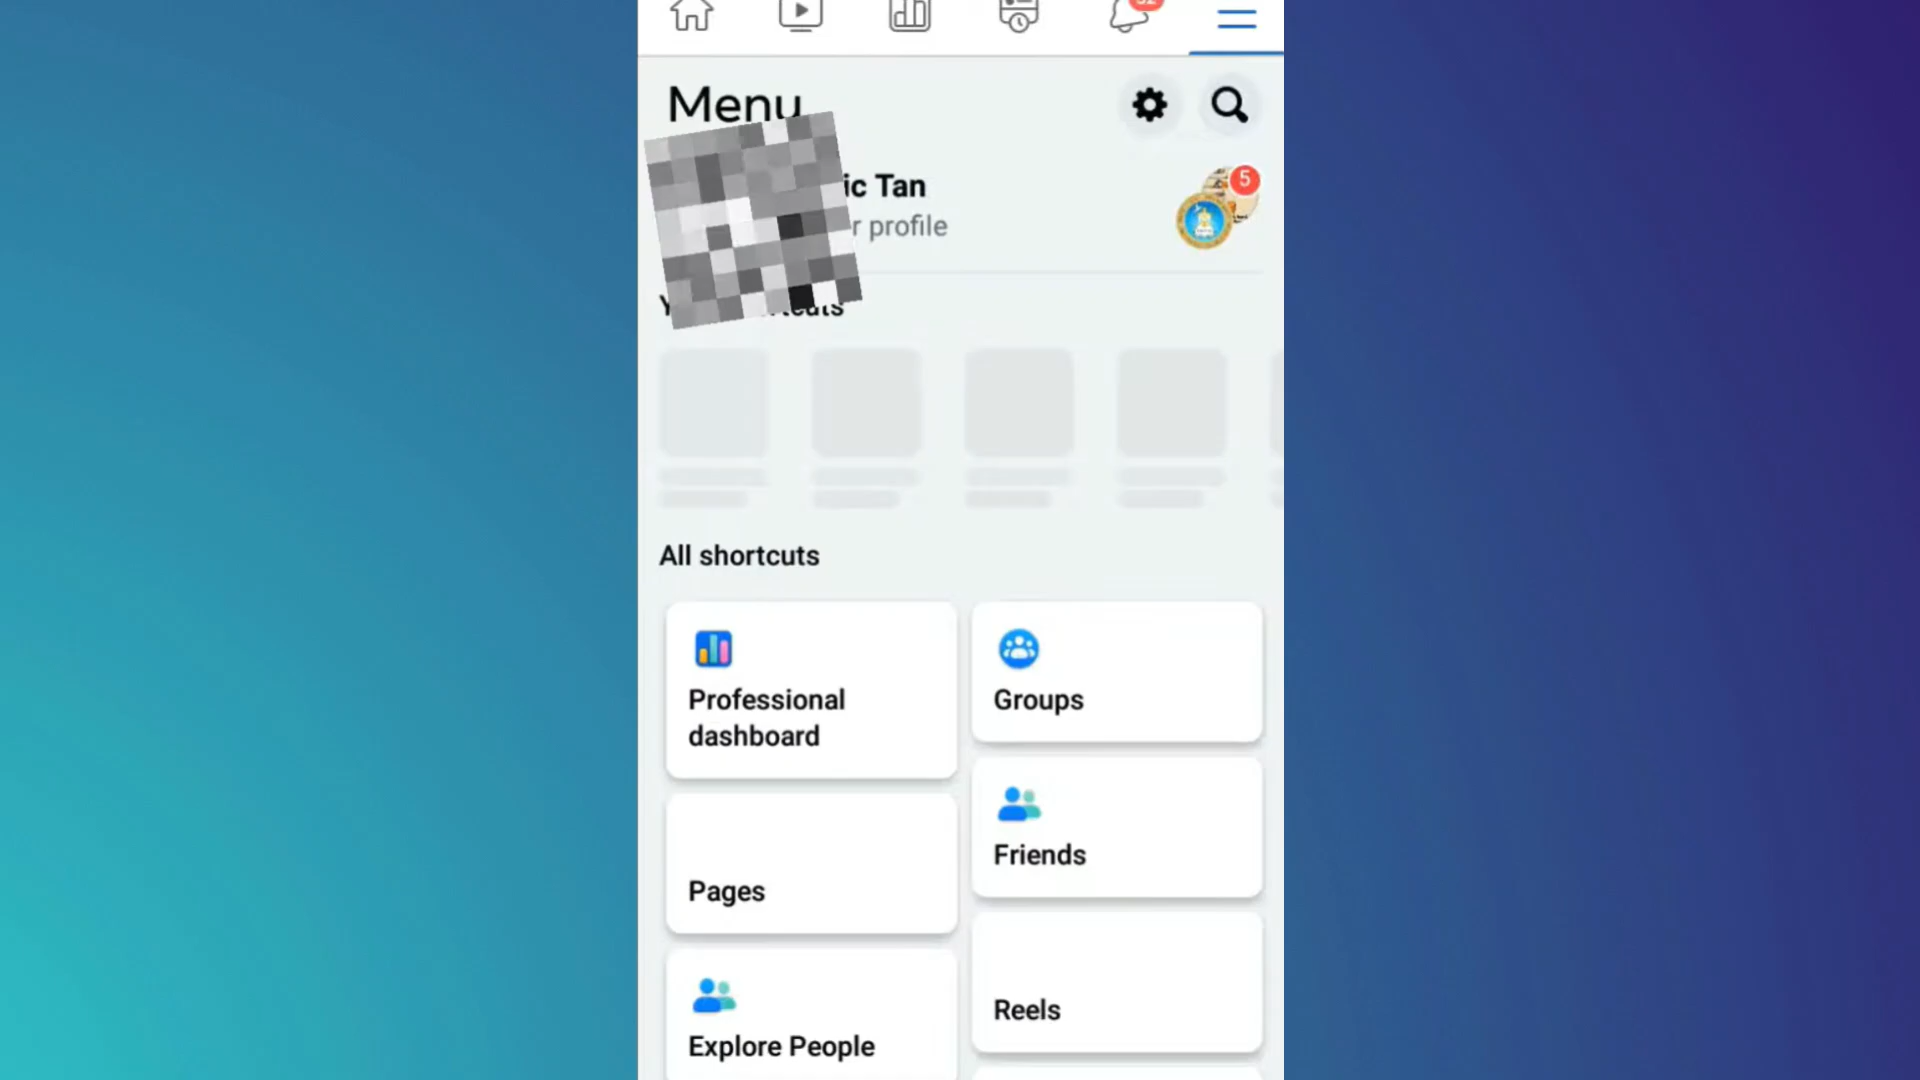 Menu
ic Tan
5
r profile
All shortcuts
Professional
dashboard
Groups
Friends
Pages
Reels
Explore People